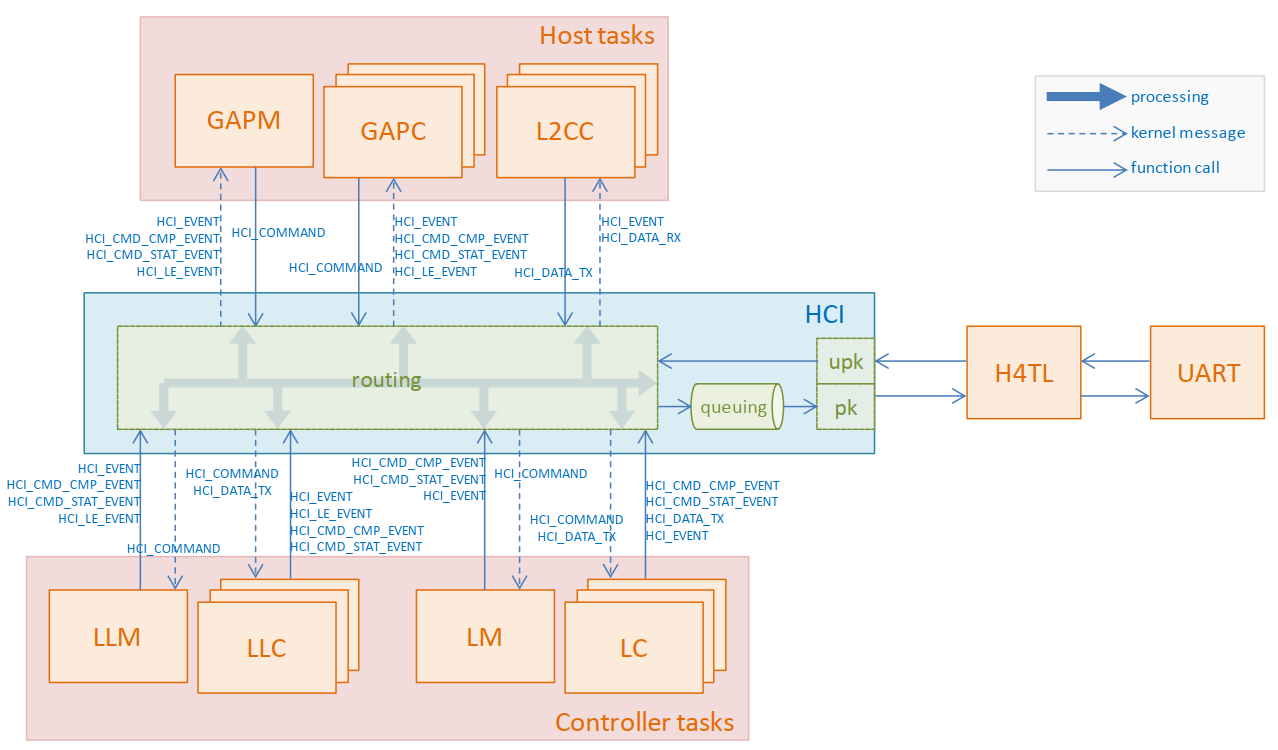 Host tasks
GAPM
GAPC
L2CC
processing
kernel message
function call
HCI_EVENT
HCI_CMD_CMP_EVENT
HCI_CMD_STAT_EVENT
HCI_LE_EVENT
HCI_COMMAND
HCI_COMMAND
HCI_EVENT
HCI_CMD_CMP_EVENT
HCI_CMD_STAT_EVENT
HCI_LE_EVENT
HCI_DATA_TX
HCI_EVENT
HCI_DATA_RX
HCI
routing
queuing
upk
pk
H4TL
UART
HCI_EVENT
HCI_CMD_CMP_EVENT
HCI_CMD_STAT_EVENT
HCI_LE_EVENT
HCI_COMMAND
HCI_COMMAND
HCI_DATA_TX
HCI_EVENT
HCI_LE_EVENT
HCI_CMD_CMP_EVENT
HCI_CMD_STAT_EVENT
HCI_CMD_CMP_EVENT
HCI_CMD_STAT_EVENT
HCI_EVENT
HCI_COMMAND
HCI_COMMAND
HCI_DATA_TX
HCI_CMD_CMP_EVENT
HCI_CMD_STAT_EVENT
HCI_DATA_TX
HCI_EVENT
LLM
LLC
LM
LC
Controller tasks